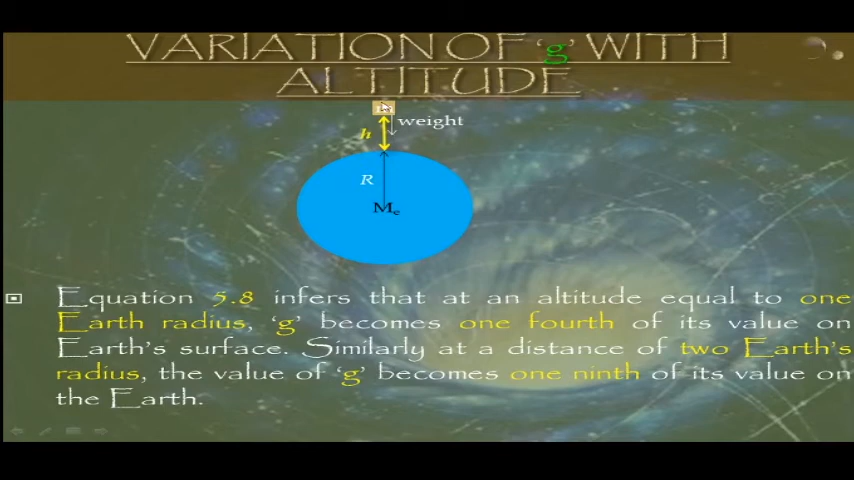 VARIATION OF 'g' WITH
ALTITUDE
weight
h
R
Me
Equation 5.8 infers that at an altitude equal to one
Earth radius, 'g' becomes one fourth of its value on
Earth's surface. Similarly at a distance of two Earth's
radius, the value of 'g' becomes one ninth of its value on
the Earth.